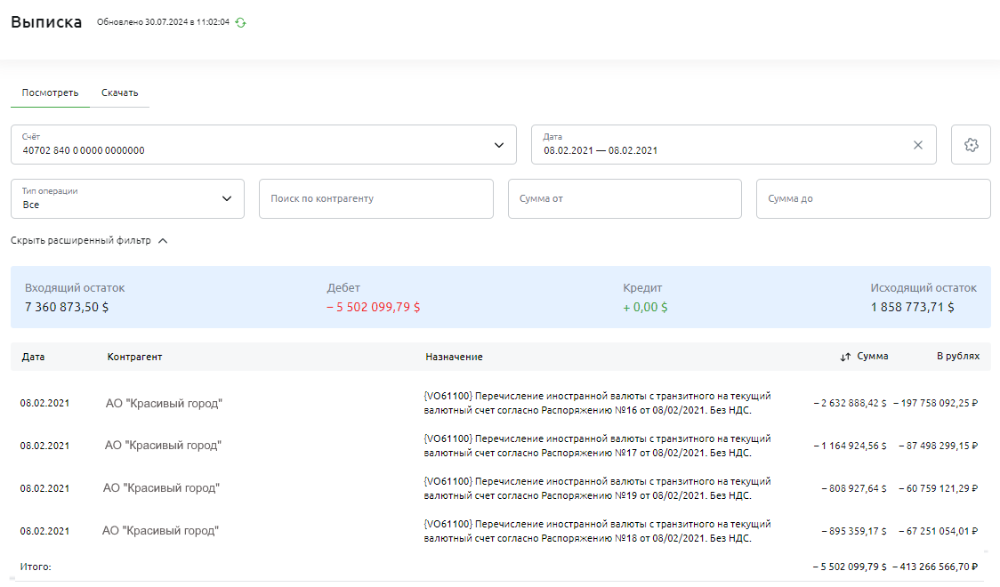 Выписка Обновлено 30.07.2024 в 11:02:04
Посмотреть Скачать
Счёт
40702 840 0 0000 0000000
Дата
08.02.2021 — 08.02.2021
Тип операции
Все
Поиск по контрагенту
Сумма от
Сумма до
Скрыть расширенный фильтр
Входящий остаток Дебет Кредит Исходящий остаток
7 360 873,50 $ – 5 502 099,79 $ + 0,00 $ 1 858 773,71 $
Дата Контрагент Назначение Сумма В рублях
08.02.2021 АО "Красивый город" {VO61100} Перечисление иностранной валюты с транзитного на текущий
валютный счет согласно Распоряжению №16 от 08/02/2021. Без НДС. – 2 632 888,42 $ – 197 758 092,25 ₽
08.02.2021 АО "Красивый город" {VO61100} Перечисление иностранной валюты с транзитного на текущий
валютный счет согласно Распоряжению №17 от 08/02/2021. Без НДС. – 1 164 924,56 $ – 87 498 299,15 ₽
08.02.2021 АО "Красивый город" {VO61100} Перечисление иностранной валюты с транзитного на текущий
валютный счет согласно Распоряжению №19 от 08/02/2021. Без НДС. – 808 927,64 $ – 60 759 121,29 ₽
08.02.2021 АО "Красивый город" {VO61100} Перечисление иностранной валюты с транзитного на текущий
валютный счет согласно Распоряжению №18 от 08/02/2021. Без НДС. – 895 359,17 $ – 67 251 054,01 ₽
Итого: – 5 502 099,79 $ – 413 266 566,70 ₽